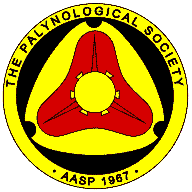 THE PALYNOLOGICAL SOCIETY
· AASP 1967 ·